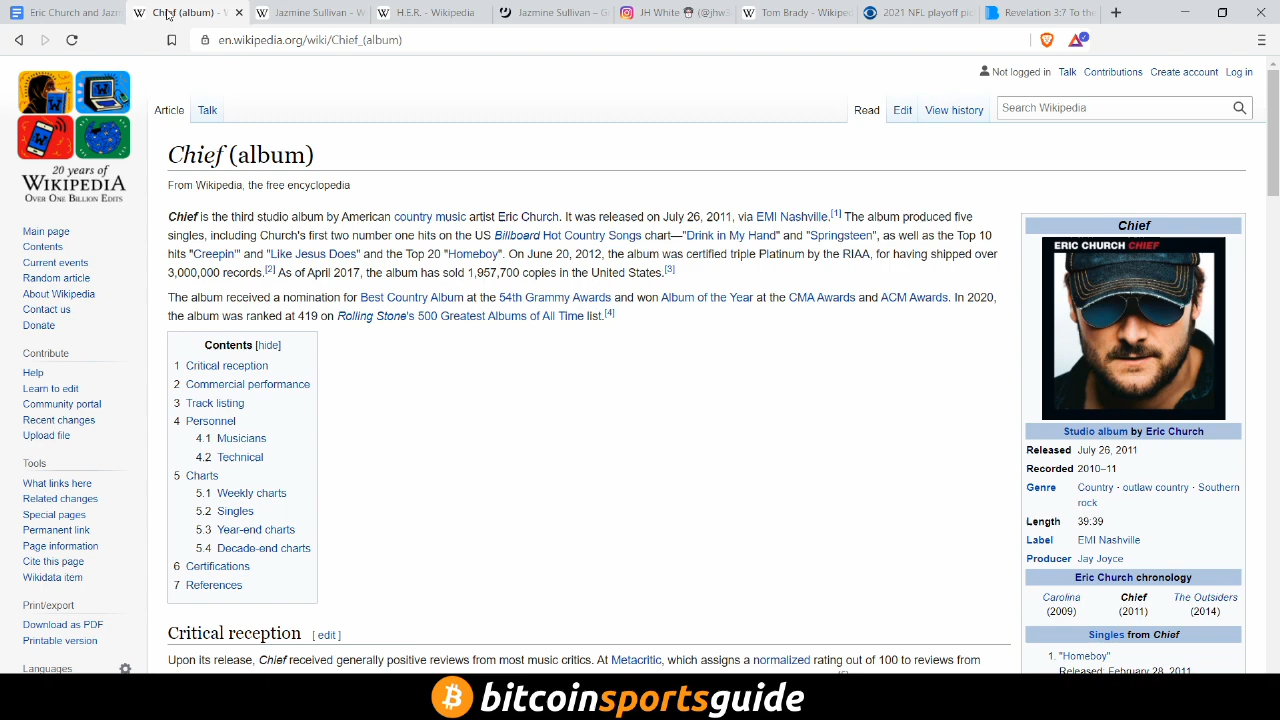 Eric Church and Jaz
Chief (album) - W
Jazmine Sullivan - W
H.E.R. - Wikipedia
Jazmine Sullivan – G
JH White
(@jhw
Tom Brady - Wikiped
2021 NFL playoff pic
Revelation 3:7 To the
en.wikipedia.org/wiki/Chief_(album)
Not logged in Talk Contributions Create account Log in
Article Talk
Read Edit View history
Search Wikipedia
20 years of
WIKIPEDIA
OVER ONE BILLION EDITS
Main page
Contents
Current events
Random article
About Wikipedia
Contact us
Donate
Contribute
Help
Learn to edit
Community portal
Recent changes
Upload file
Tools
What links here
Related changes
Special pages
Permanent link
Page information
Cite this page
Wikidata item
Print/export
Download as PDF
Printable version
Languages
Chief (album)
From Wikipedia, the free encyclopedia
Chief is the third studio album by American country music artist Eric Church. It was released on July 26, 2011, via EMI Nashville.[1] The album produced five
singles, including Church's first two number one hits on the US Billboard Hot Country Songs chart—"Drink in My Hand" and "Springsteen", as well as the Top 10
hits "Creepin'" and "Like Jesus Does" and the Top 20 "Homeboy". On June 20, 2012, the album was certified triple Platinum by the RIAA, for having shipped over
3,000,000 records.[2] As of April 2017, the album has sold 1,957,700 copies in the United States.[3]
The album received a nomination for Best Country Album at the 54th Grammy Awards and won Album of the Year at the CMA Awards and ACM Awards. In 2020,
the album was ranked at 419 on Rolling Stone's 500 Greatest Albums of All Time list.[4]
Contents [hide]
1 Critical reception
2 Commercial performance
3 Track listing
4 Personnel
4.1 Musicians
4.2 Technical
5 Charts
5.1 Weekly charts
5.2 Singles
5.3 Year-end charts
5.4 Decade-end charts
6 Certifications
7 References
Critical reception [ edit ]
Upon its release, Chief received generally positive reviews from most music critics. At Metacritic, which assigns a normalized rating out of 100 to reviews from
Chief
ERIC CHURCH CHIEF
Studio album by Eric Church
Released July 26, 2011
Recorded 2010–11
Genre Country · outlaw country · Southern
rock
Length 39:39
Label EMI Nashville
Producer Jay Joyce
Eric Church chronology
Carolina Chief The Outsiders
(2009) (2011) (2014)
Singles from Chief
1. "Homeboy"
Released: February 28, 2011
bitcoinsportsguide